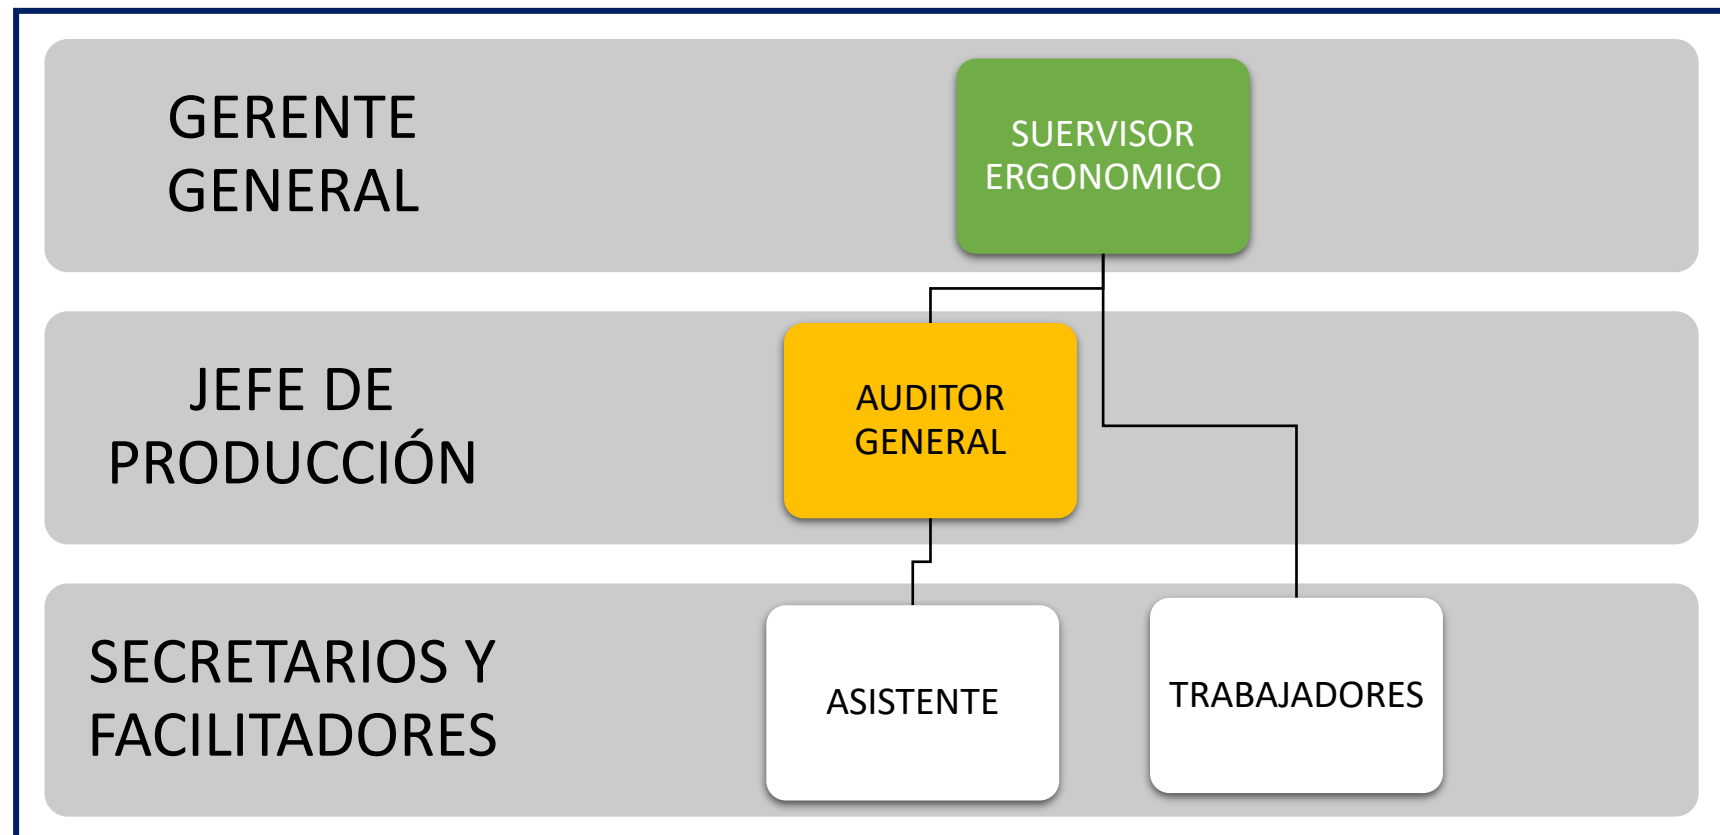 GERENTE
GENERAL
SUERVISOR
ERGONOMICO
JEFE DE
PRODUCCIÓN
AUDITOR
GENERAL
SECRETARIOS Y
FACILITADORES
ASISTENTE
TRABAJADORES